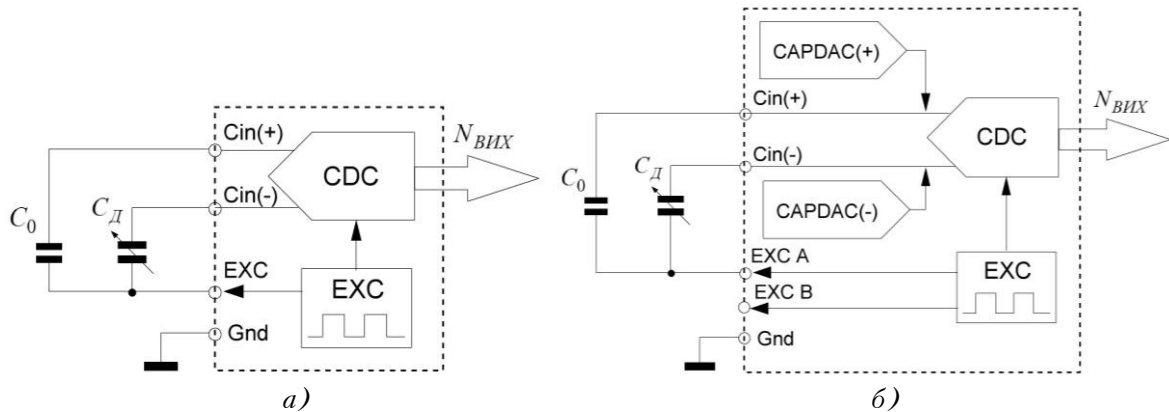 Cin(+)
CDC
N_ВИХ
Cin(-)
C_0
C_Д
EXC
EXC
Gnd
а)
CAPDAC(+)
Cin(+)
CDC
N_ВИХ
Cin(-)
C_0
C_Д
CAPDAC(-)
EXC A
EXC
EXC B
Gnd
б)